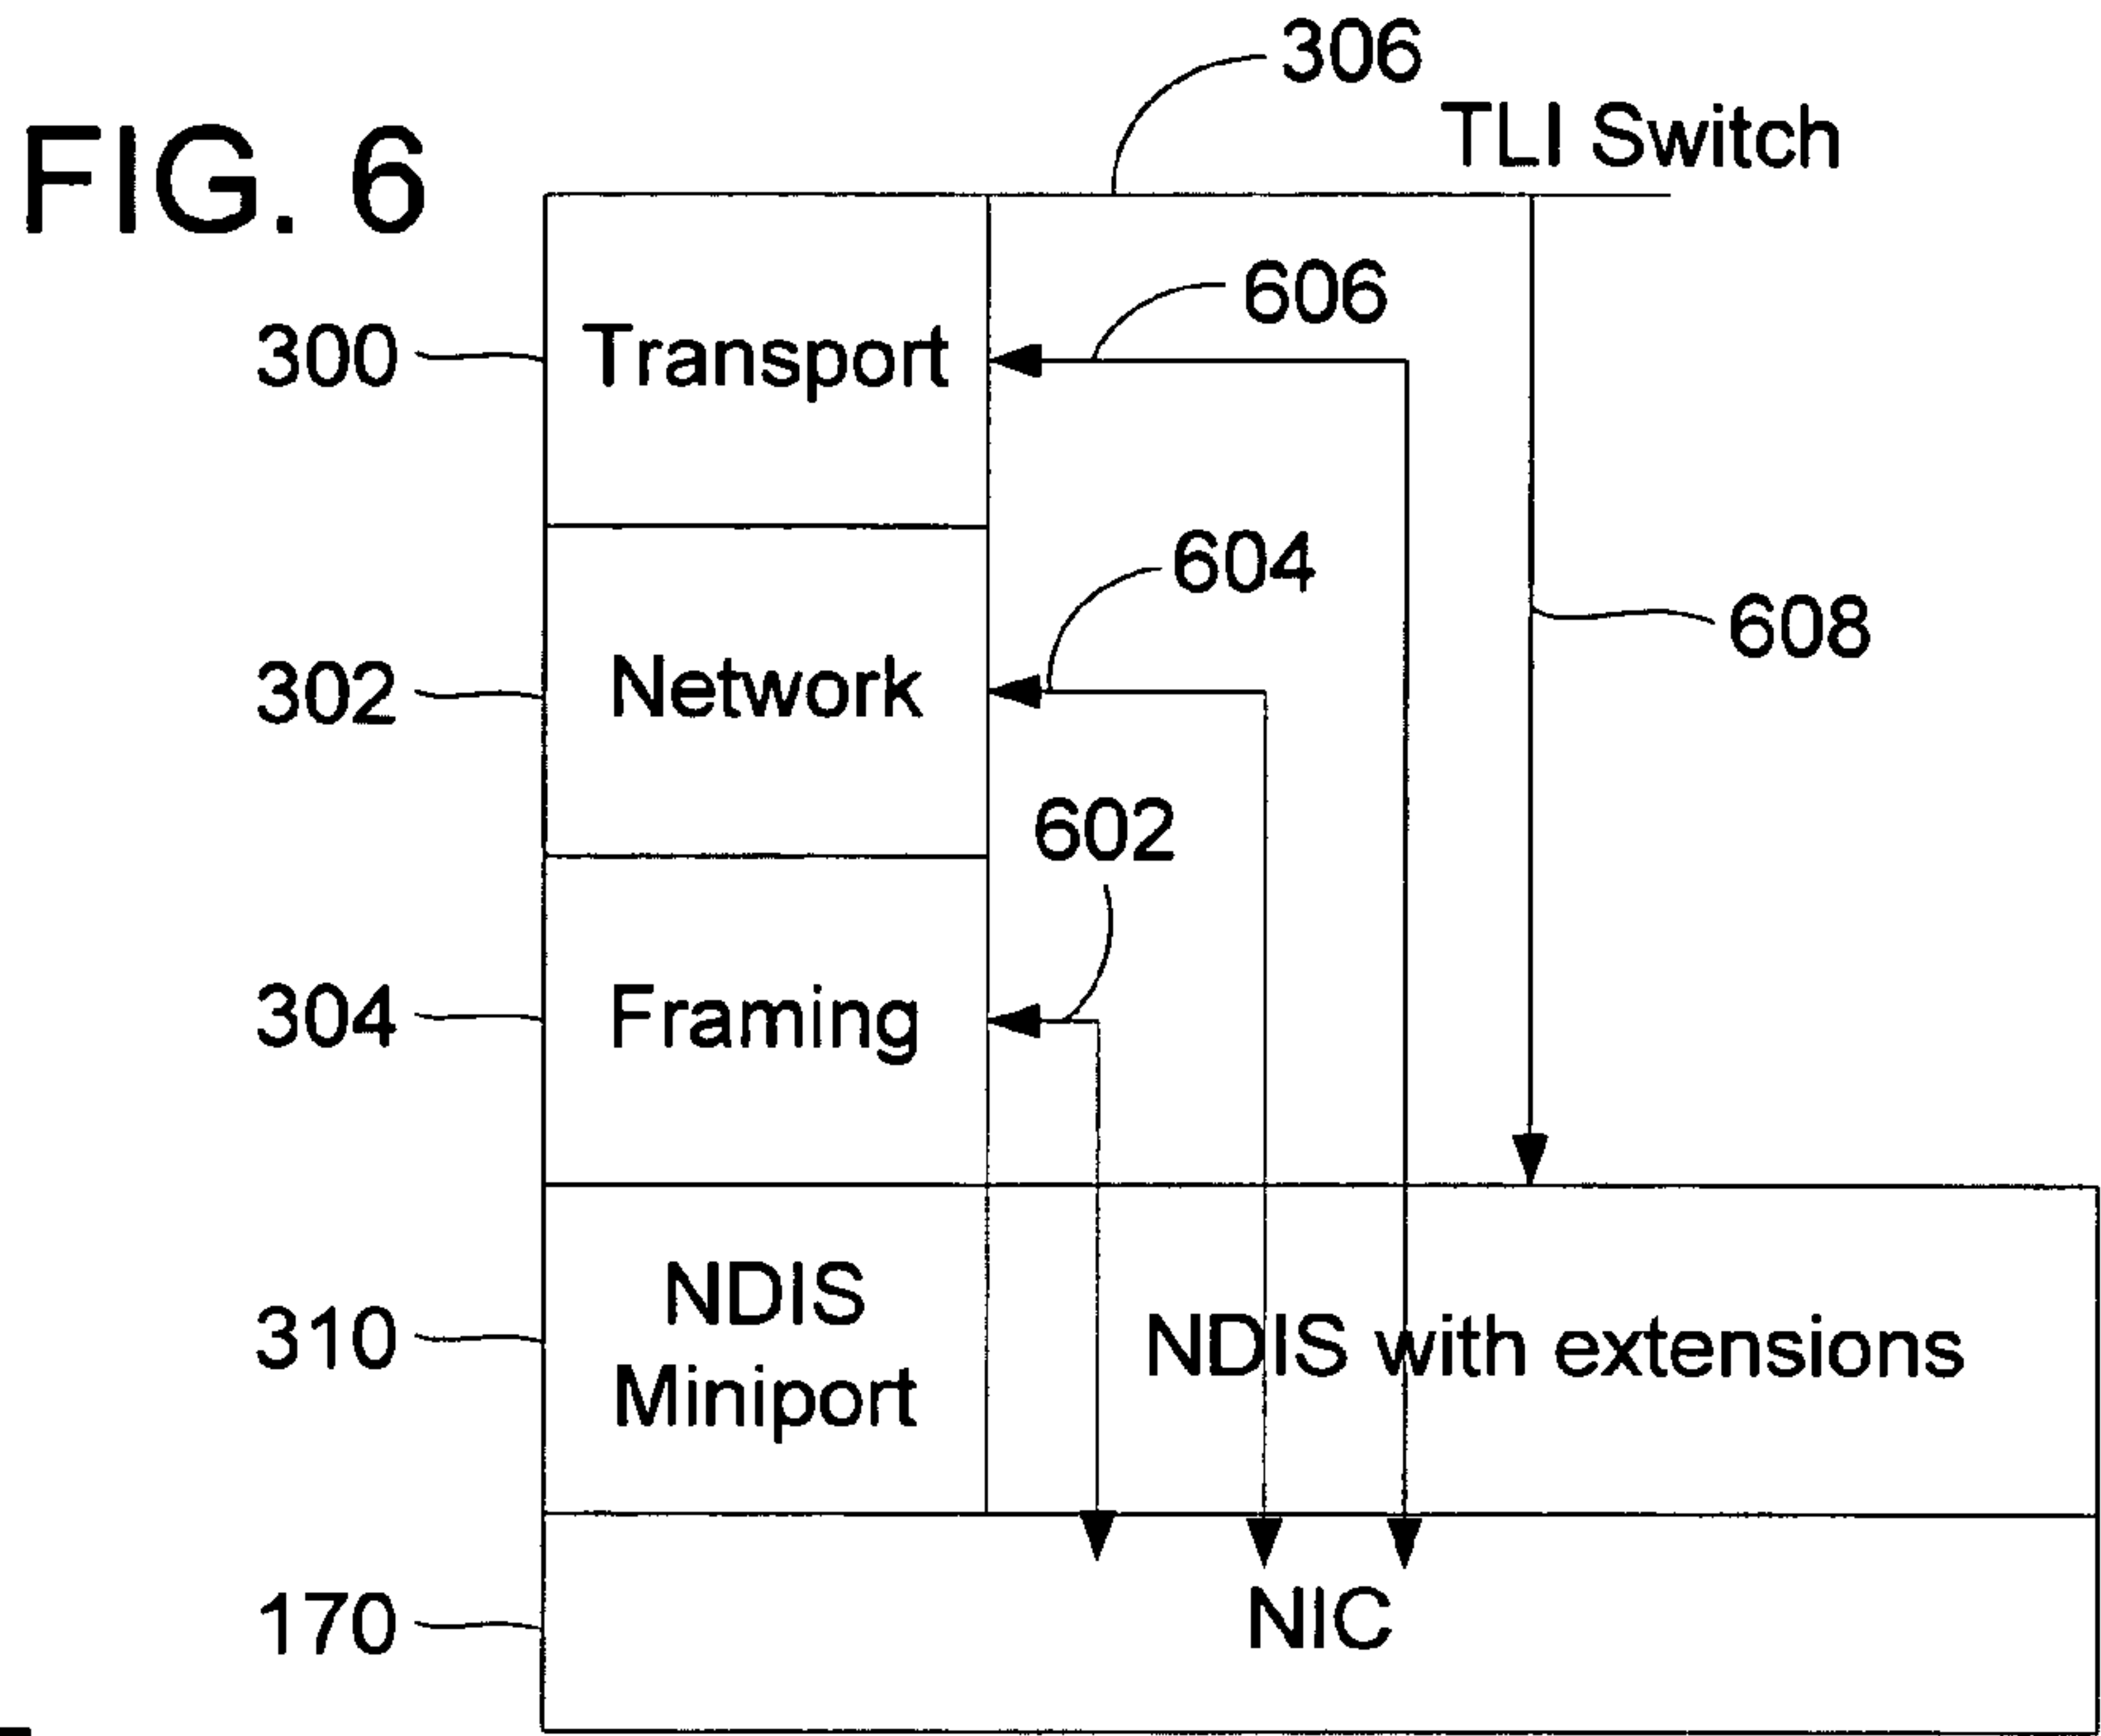 306
TLI Switch
FIG. 6
606
300
Transport
604
608
302
Network
602
304
Framing
NDIS
Miniport
310
NDIS with extensions
170
NIC